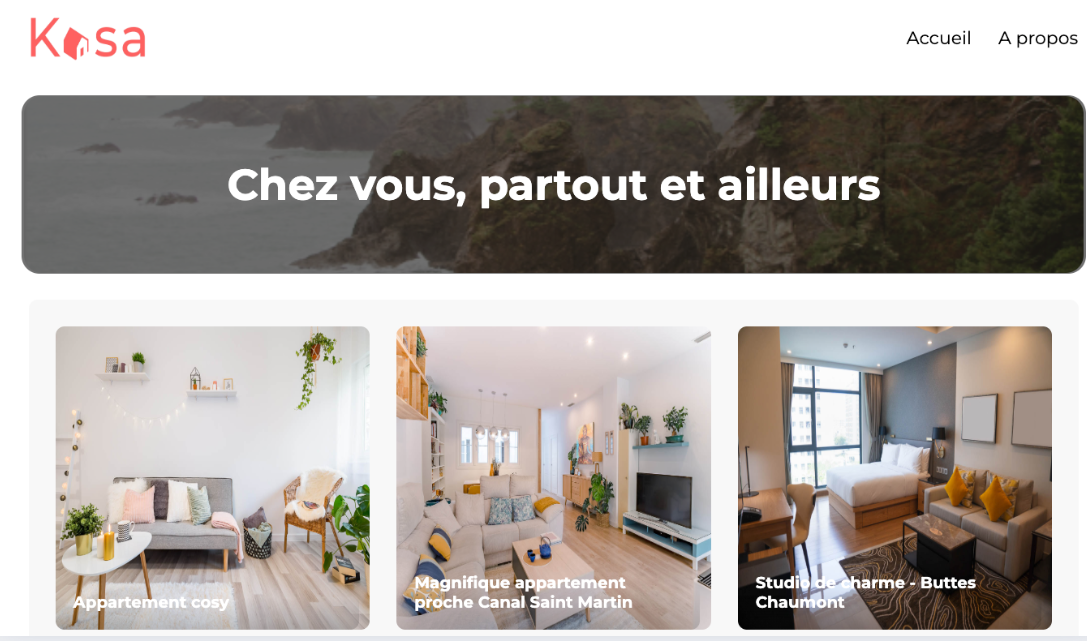 Kasa
Accueil A propos
Chez vous, partout et ailleurs
Appartement cosy
Magnifique appartement
proche Canal Saint Martin
Studio de charme - Buttes
Chaumont